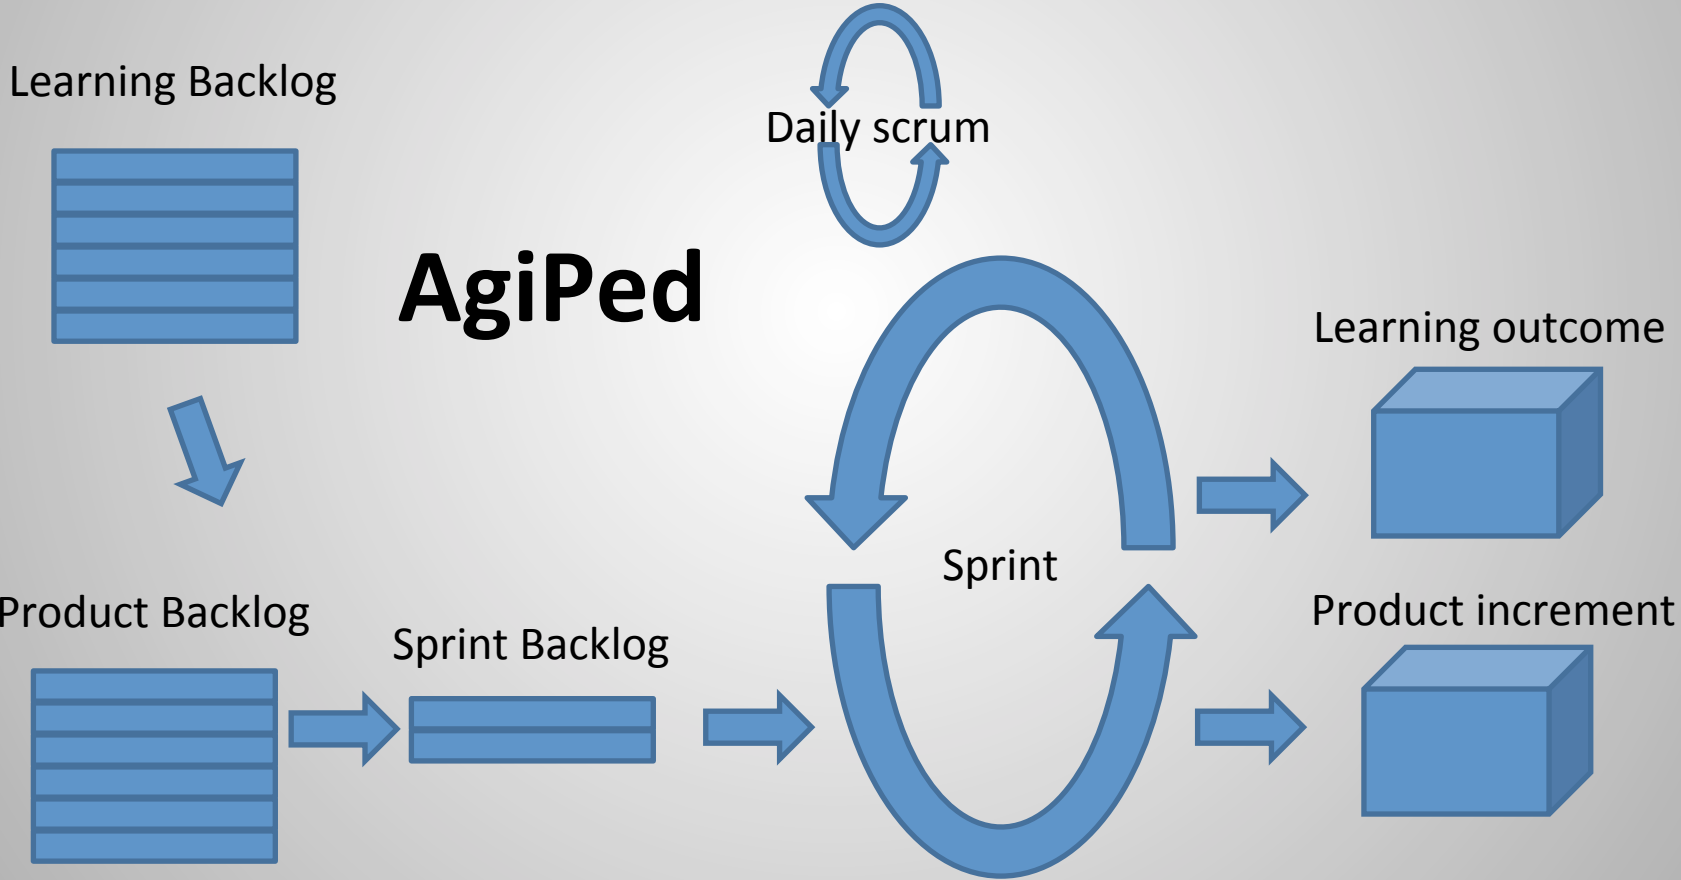 Learning Backlog
Daily scrum
AgiPed
Learning outcome
Sprint
Product Backlog
Sprint Backlog
Product increment